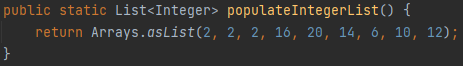 public static List<Integer> populateIntegerList() {
    return Arrays.asList(2, 2, 2, 16, 20, 14, 6, 10, 12);
}